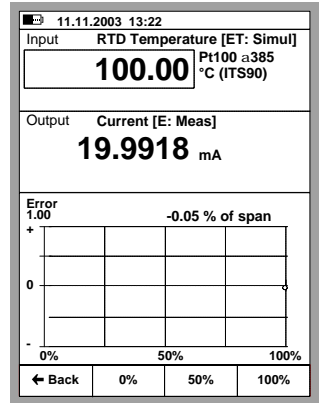 11.11.2003 13:22
Input RTD Temperature [ET: Simul]
100.00 Pt100 a385
°C (ITS90)
Output Current [E: Meas]
19.9918 mA
Error
1.00 -0.05 % of span
+
0
-
0% 50% 100%
← Back 0% 50% 100%